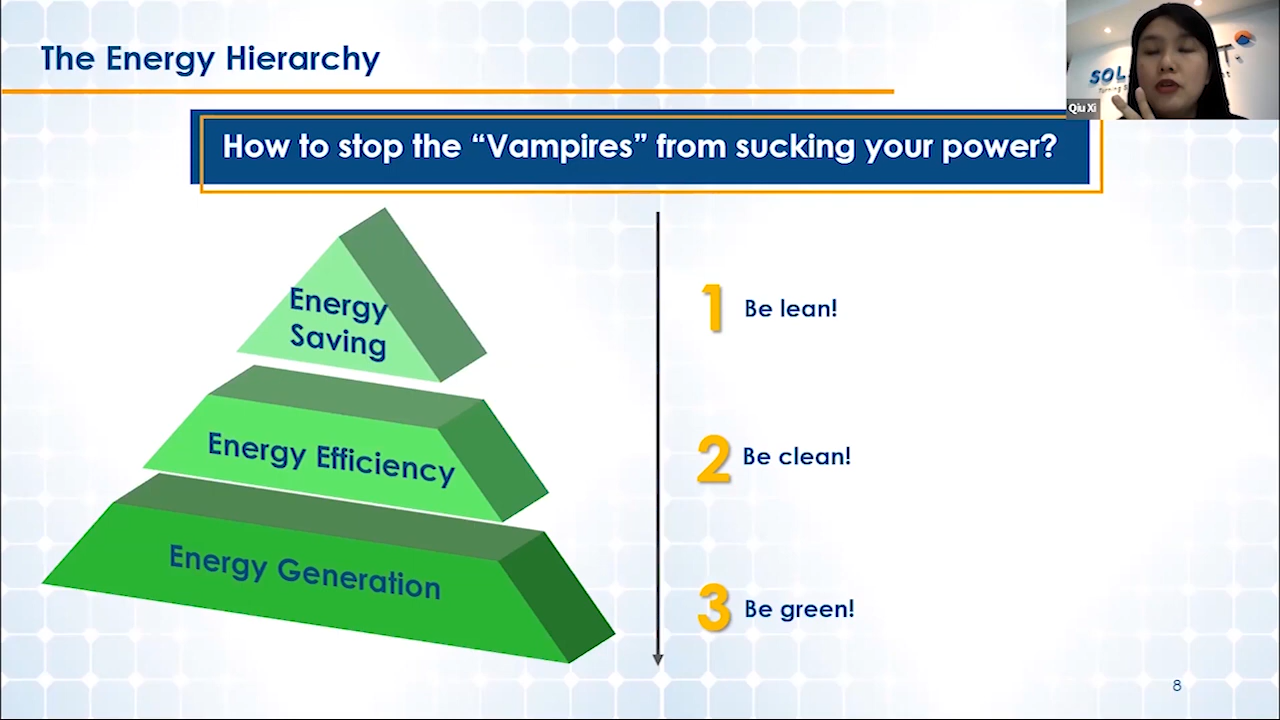 The Energy Hierarchy
Qiu Xi
How to stop the “Vampires” from sucking your power?
Energy
Saving
Energy Efficiency
Energy Generation
1 Be lean!
2 Be clean!
3 Be green!
8